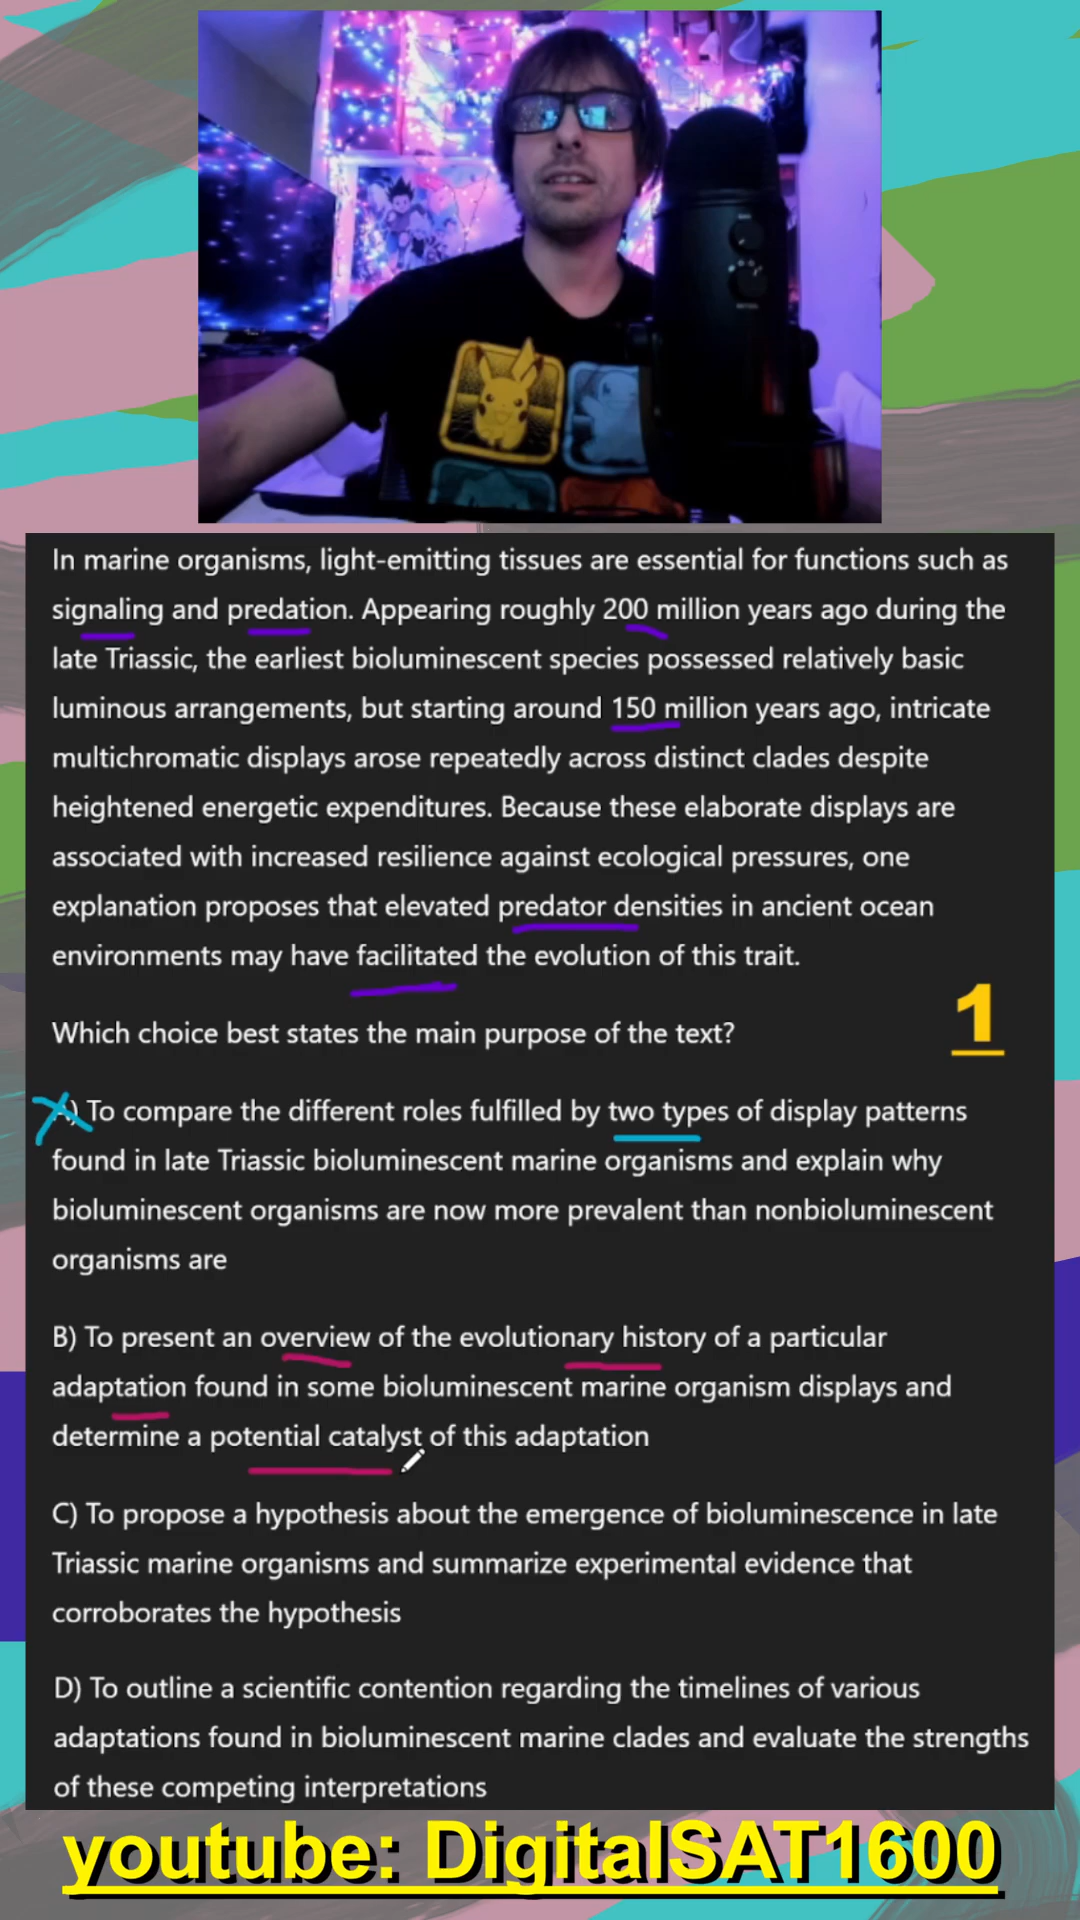 In marine organisms, light-emitting tissues are essential for functions such as
signaling and predation. Appearing roughly 200 million years ago during the
late Triassic, the earliest bioluminescent species possessed relatively basic
luminous arrangements, but starting around 150 million years ago, intricate
multichromatic displays arose repeatedly across distinct clades despite
heightened energetic expenditures. Because these elaborate displays are
associated with increased resilience against ecological pressures, one
explanation proposes that elevated predator densities in ancient ocean
environments may have facilitated the evolution of this trait.
1
Which choice best states the main purpose of the text?
A) To compare the different roles fulfilled by two types of display patterns
found in late Triassic bioluminescent marine organisms and explain why
bioluminescent organisms are now more prevalent than nonbioluminescent
organisms are
B) To present an overview of the evolutionary history of a particular
adaptation found in some bioluminescent marine organism displays and
determine a potential catalyst of this adaptation
C) To propose a hypothesis about the emergence of bioluminescence in late
Triassic marine organisms and summarize experimental evidence that
corroborates the hypothesis
D) To outline a scientific contention regarding the timelines of various
adaptations found in bioluminescent marine clades and evaluate the strengths
of these competing interpretations
youtube: DigitalSAT1600